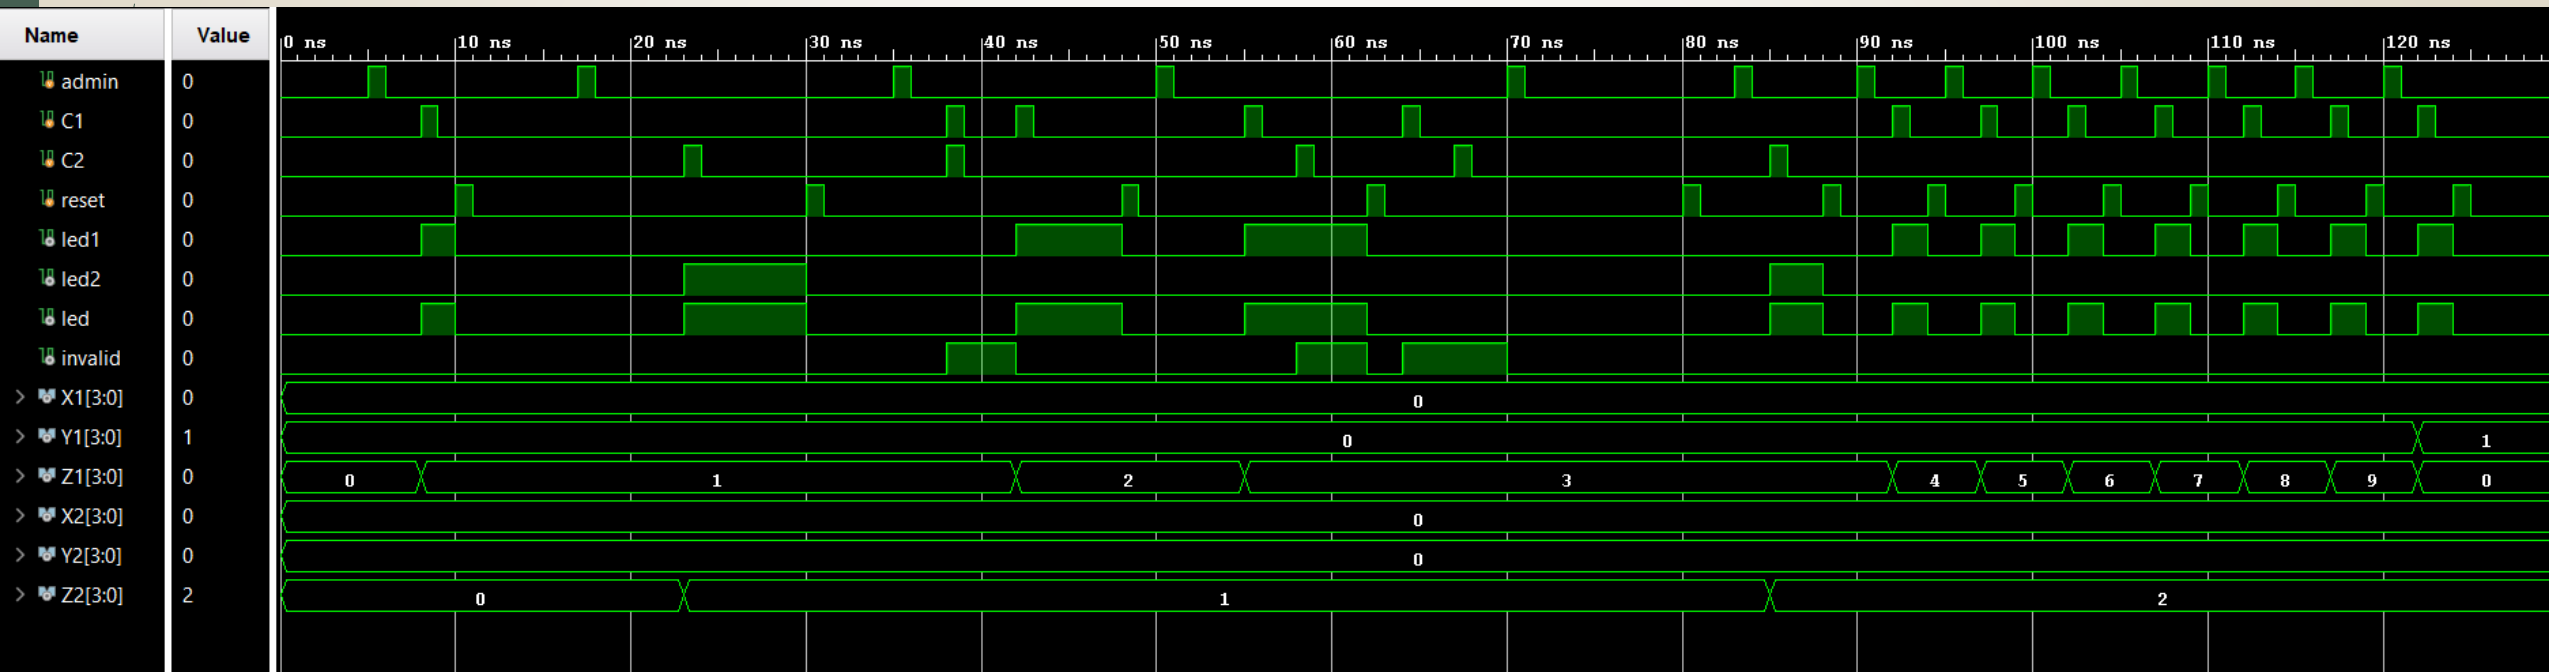 Name Value 0 ns 10 ns 20 ns 30 ns 40 ns 50 ns 60 ns 70 ns 80 ns 90 ns 100 ns 110 ns 120 ns
admin 0
C1 0
C2 0
reset 0
led1 0
led2 0
led 0
invalid 0
X1[3:0] 0 0
Y1[3:0] 1 0 1
Z1[3:0] 0 0 1 2 3 4 5 6 7 8 9 0
X2[3:0] 0 0
Y2[3:0] 0 0
Z2[3:0] 2 0 1 2